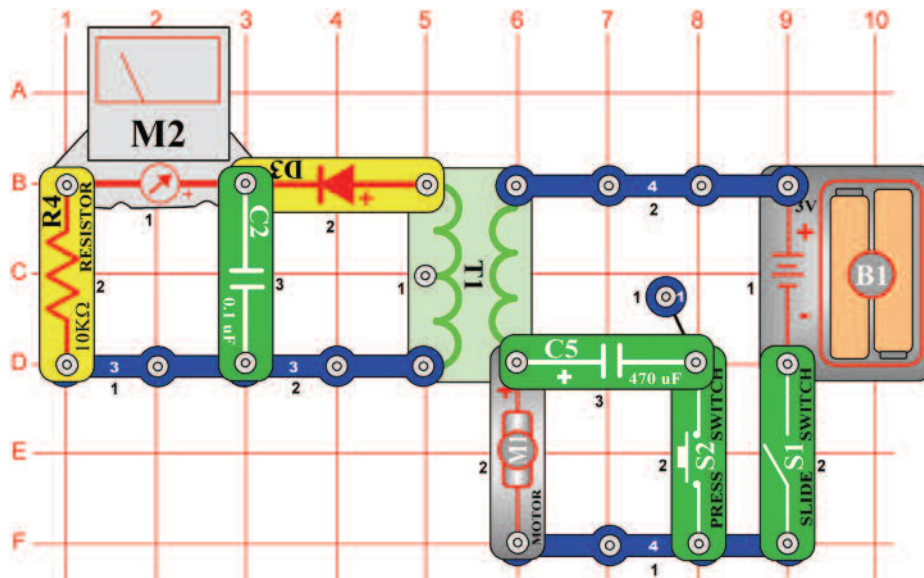 1 2 3 4 5 6 7 8 9 10
A
M2
D3
B
+
+
R4
RESISTOR
10KΩ
1
2
C2
0.1 uF
2
3
4
2
3V
+
-
B1
C
2
3
1
T1
1
1
1
D
3
1
3
2
C5
+
470 uF
3
+
E
2
M1
MOTOR
2
S2
PRESS SWITCH
S1
SLIDE SWITCH
2
F
4
1